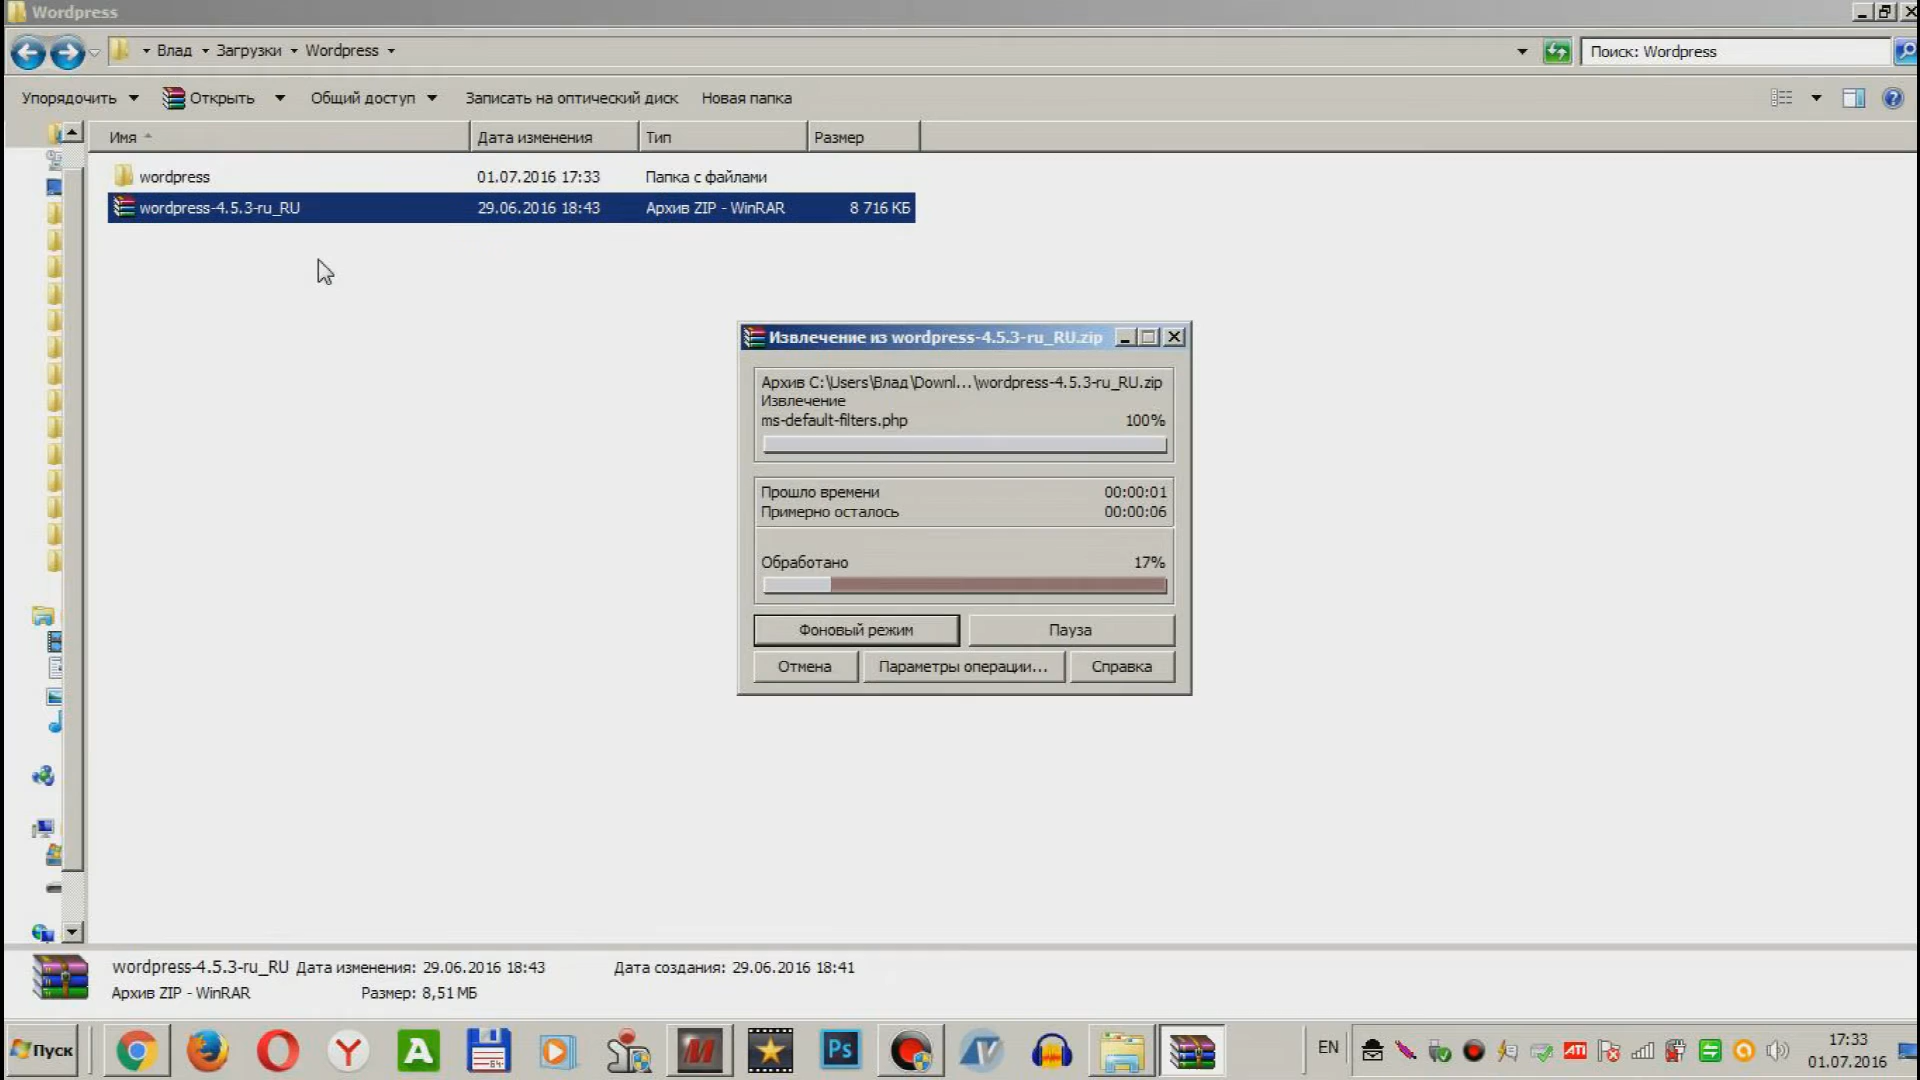 Wordpress
Влад Загрузки Wordpress
Поиск: Wordpress
Упорядочить Открыть Общий доступ Записать на оптический диск Новая папка
Имя Дата изменения Тип Размер
wordpress 01.07.2016 17:33 Папка с файлами
wordpress-4.5.3-ru_RU 29.06.2016 18:43 Архив ZIP - WinRAR 8 716 КБ
Извлечение из wordpress-4.5.3-ru_RU.zip
Архив C:\Users\Влад\Downl...\wordpress-4.5.3-ru_RU.zip
Извлечение
ms-default-filters.php 100%
Прошло времени 00:00:01
Примерно осталось 00:00:06
Обработано 17%
Фоновый режим Пауза
Отмена Параметры операции... Справка
wordpress-4.5.3-ru_RU Дата изменения: 29.06.2016 18:43 Дата создания: 29.06.2016 18:41
Архив ZIP - WinRAR Размер: 8,51 МБ
Пуск
Y
A
64
M
Ps
EN
ATI
17:33
01.07.2016